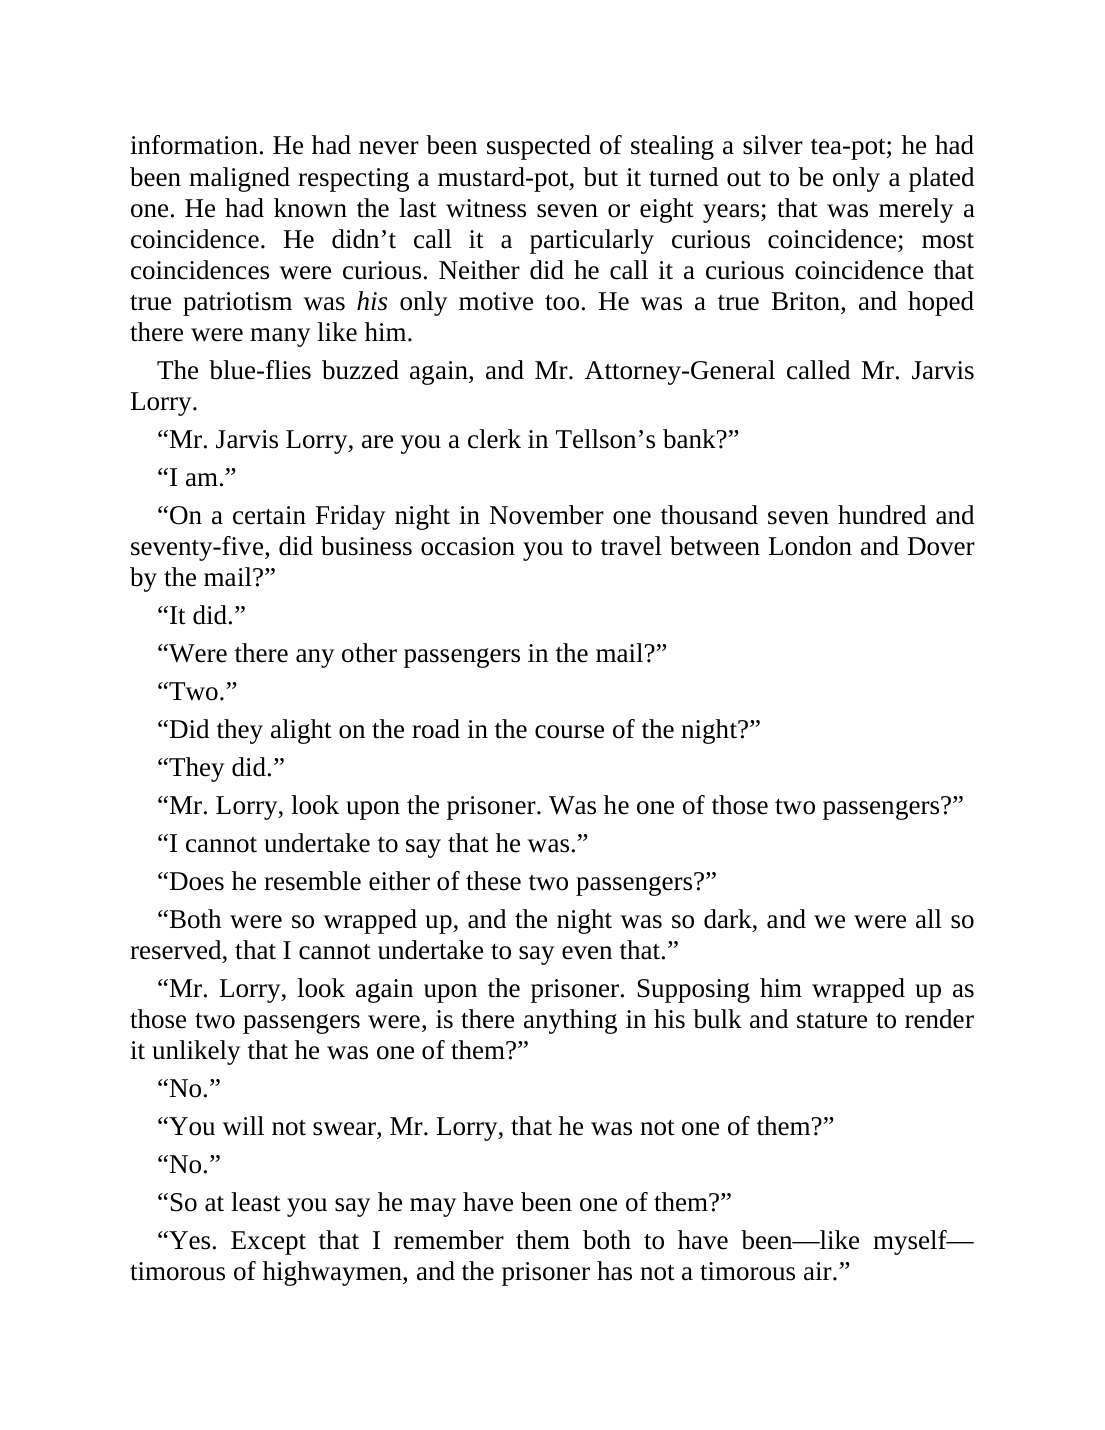 information. He had never been suspected of stealing a silver tea-pot; he had
been maligned respecting a mustard-pot, but it turned out to be only a plated
one. He had known the last witness seven or eight years; that was merely a
coincidence. He didn’t call it a particularly curious coincidence; most
coincidences were curious. Neither did he call it a curious coincidence that
true patriotism was his only motive too. He was a true Briton, and hoped
there were many like him.
The blue-flies buzzed again, and Mr. Attorney-General called Mr. Jarvis
Lorry.
“Mr. Jarvis Lorry, are you a clerk in Tellson’s bank?”
“I am.”
“On a certain Friday night in November one thousand seven hundred and
seventy-five, did business occasion you to travel between London and Dover
by the mail?”
“It did.”
“Were there any other passengers in the mail?”
“Two.”
“Did they alight on the road in the course of the night?”
“They did.”
“Mr. Lorry, look upon the prisoner. Was he one of those two passengers?”
“I cannot undertake to say that he was.”
“Does he resemble either of these two passengers?”
“Both were so wrapped up, and the night was so dark, and we were all so
reserved, that I cannot undertake to say even that.”
“Mr. Lorry, look again upon the prisoner. Supposing him wrapped up as
those two passengers were, is there anything in his bulk and stature to render
it unlikely that he was one of them?”
“No.”
“You will not swear, Mr. Lorry, that he was not one of them?”
“No.”
“So at least you say he may have been one of them?”
“Yes. Except that I remember them both to have been—like myself—
timorous of highwaymen, and the prisoner has not a timorous air.”